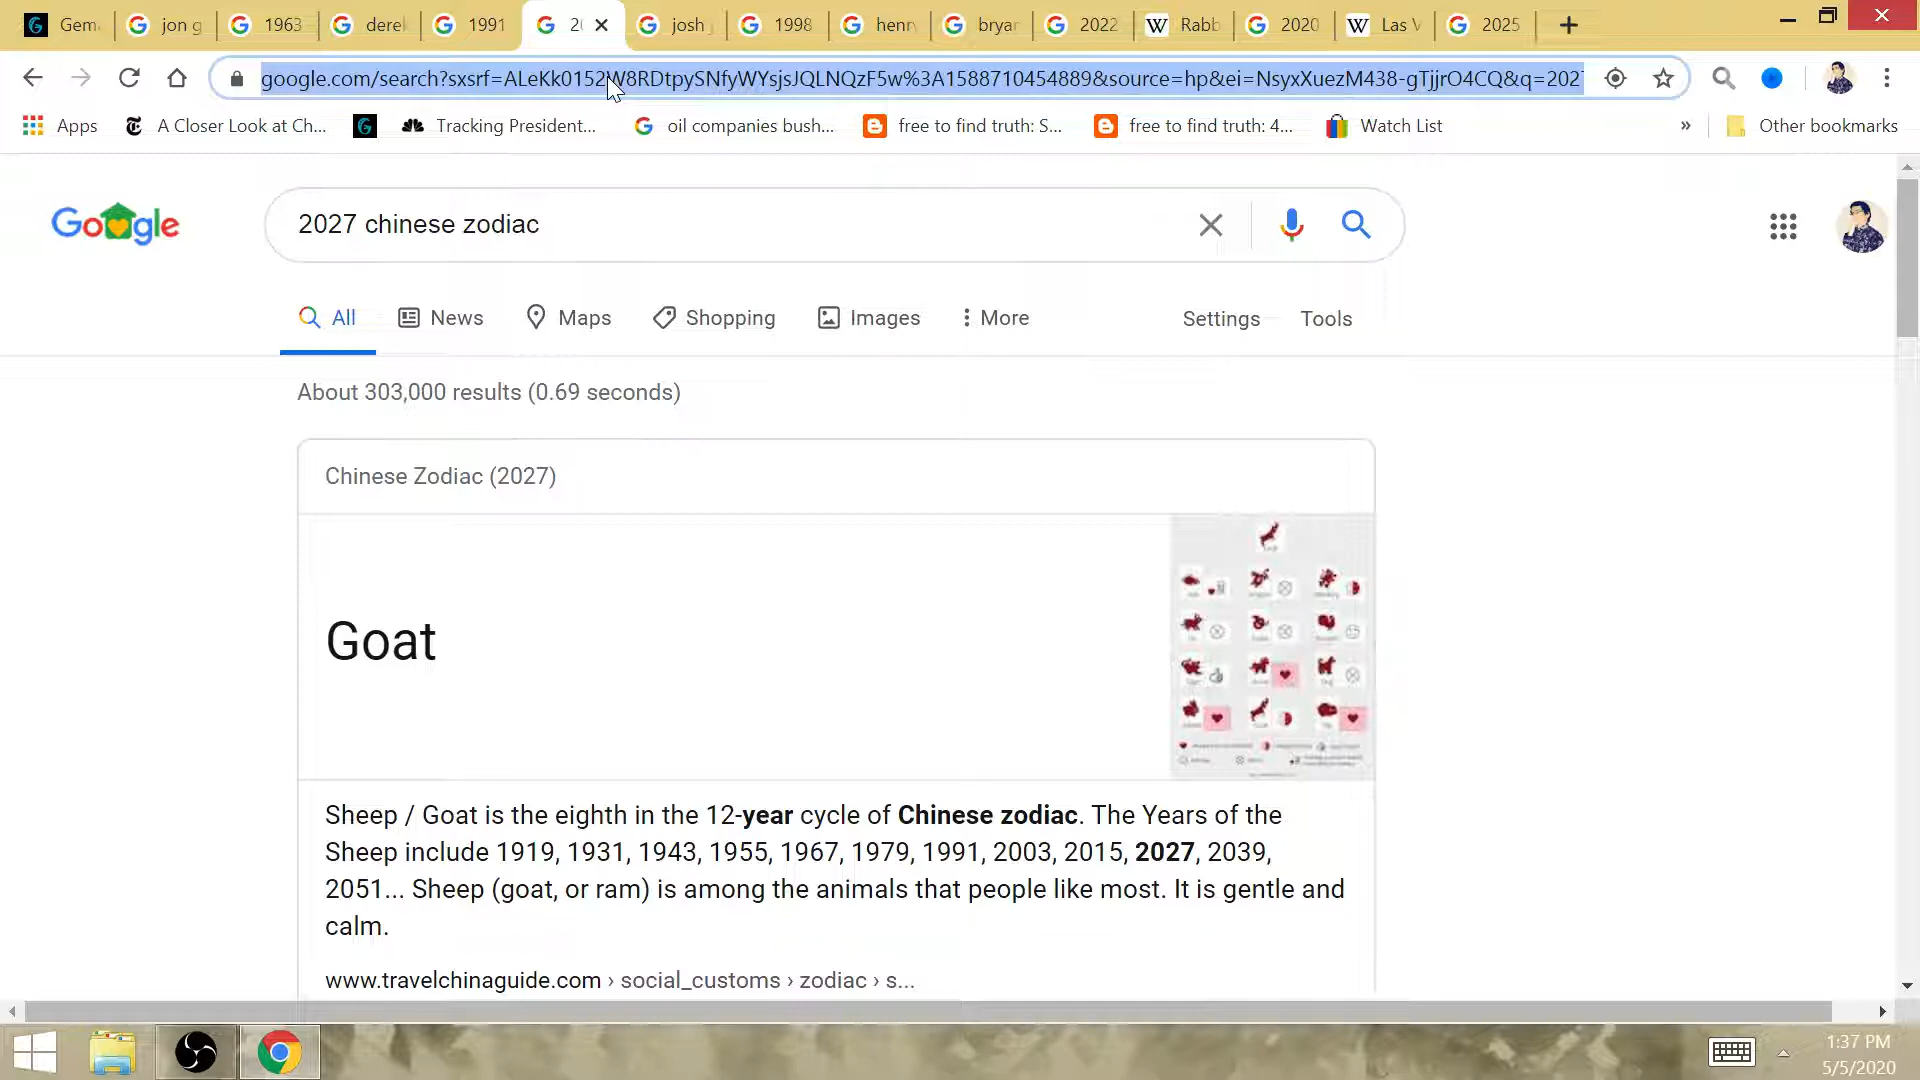 Gem jon g 1963 derek 1991 20 josh 1998 henr bryar 2022 Rabb 2020 Las V 2025
google.com/search?sxsrf=ALeKk0152W8RDtpySNfyWYsjsJQLNQzF5w%3A1588710454889&source=hp&ei=NsyxXuezM438-gTjjrO4CQ&q=2027
Apps A Closer Look at Ch... Tracking President... oil companies bush... free to find truth: S... free to find truth: 4... Watch List » Other bookmarks
Google
2027 chinese zodiac
All News Maps Shopping Images More Settings Tools
About 303,000 results (0.69 seconds)
Chinese Zodiac (2027)
Goat
Sheep / Goat is the eighth in the 12-year cycle of Chinese zodiac. The Years of the
Sheep include 1919, 1931, 1943, 1955, 1967, 1979, 1991, 2003, 2015, 2027, 2039,
2051... Sheep (goat, or ram) is among the animals that people like most. It is gentle and
calm.
www.travelchinaguide.com › social_customs › zodiac › s...
1:37 PM
5/5/2020